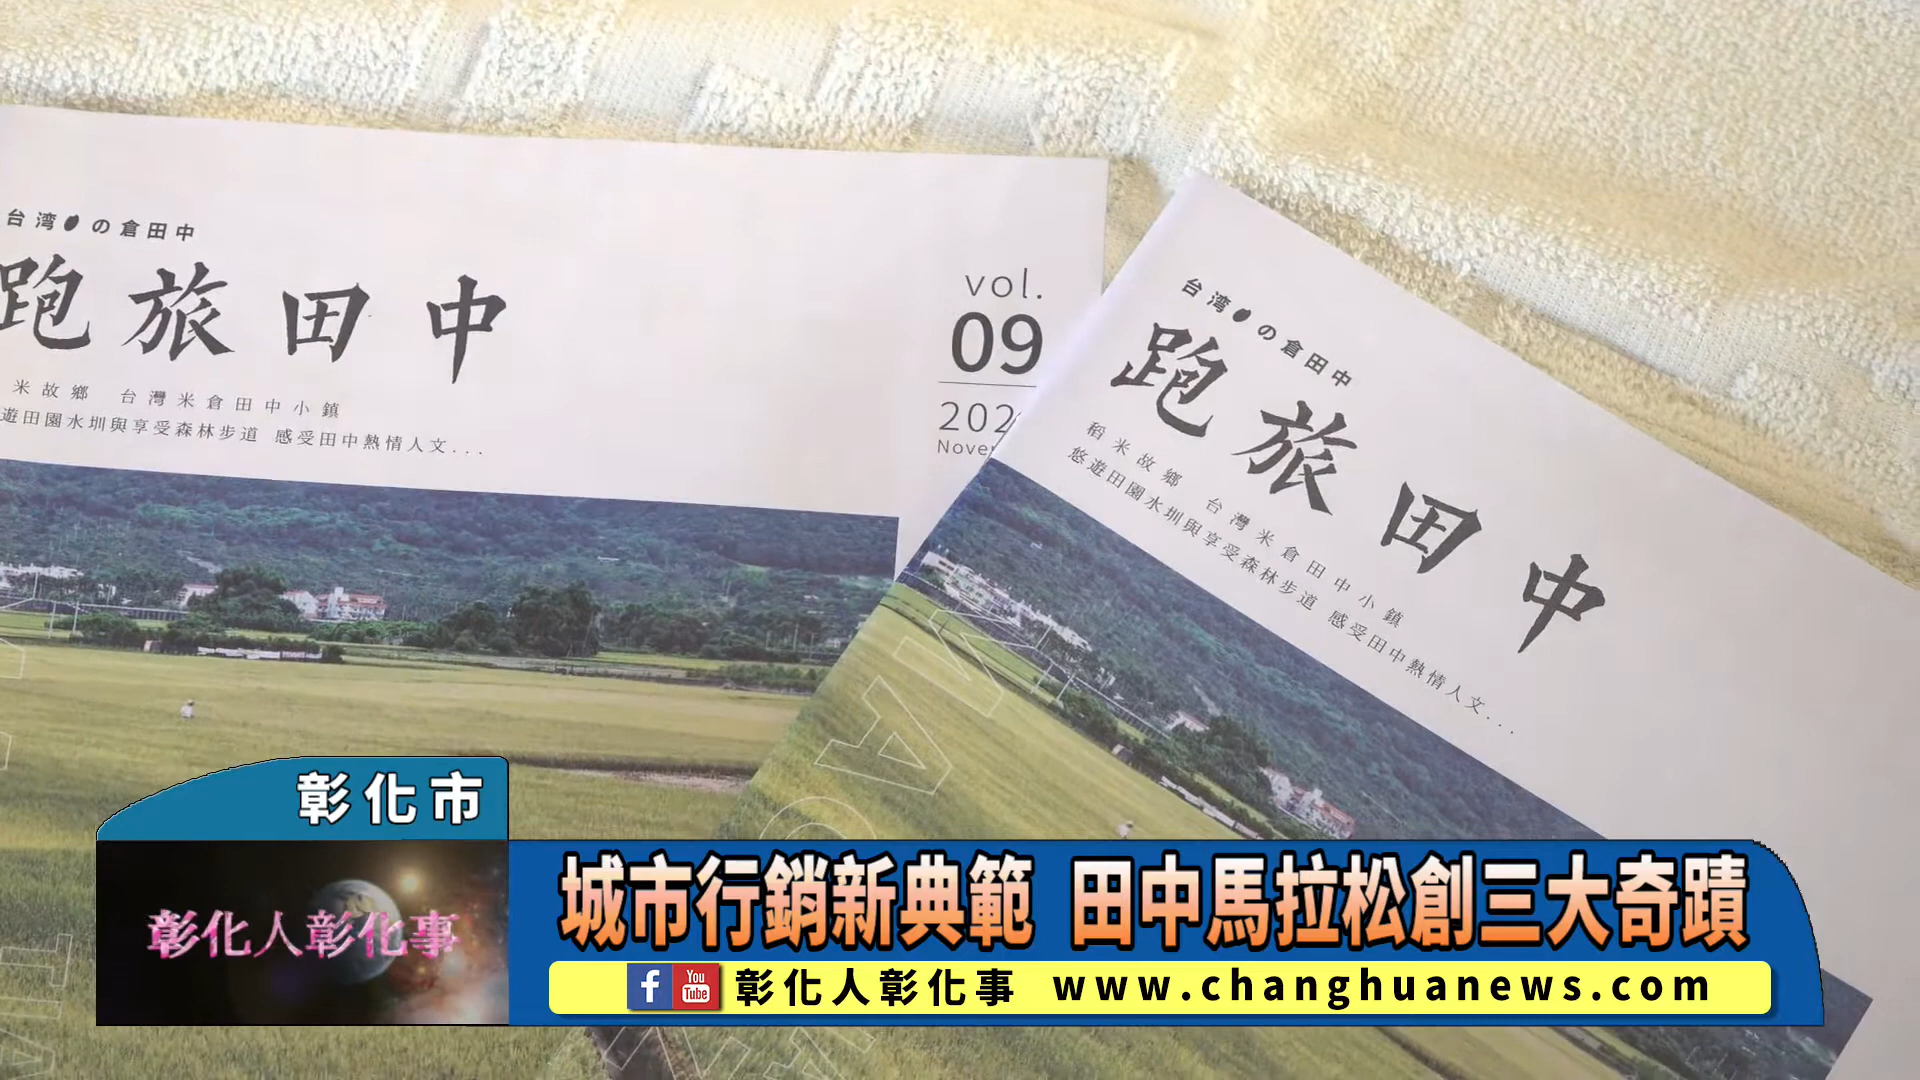 台湾の倉田中
跑旅田中
米故鄉 台灣米倉田中小鎮
遊田園水圳與享受森林步道 感受田中熱情人文...
vol.
09
202
Nove
台湾の倉田中
跑旅田中
稻米故鄉 台灣米倉田中小鎮
悠遊田園水圳與享受森林步道 感受田中熱情人文...
彰化市
彰化人彰化事
城市行銷新典範 田中馬拉松創三大奇蹟
f You Tube 彰化人彰化事 www.changhuanews.com